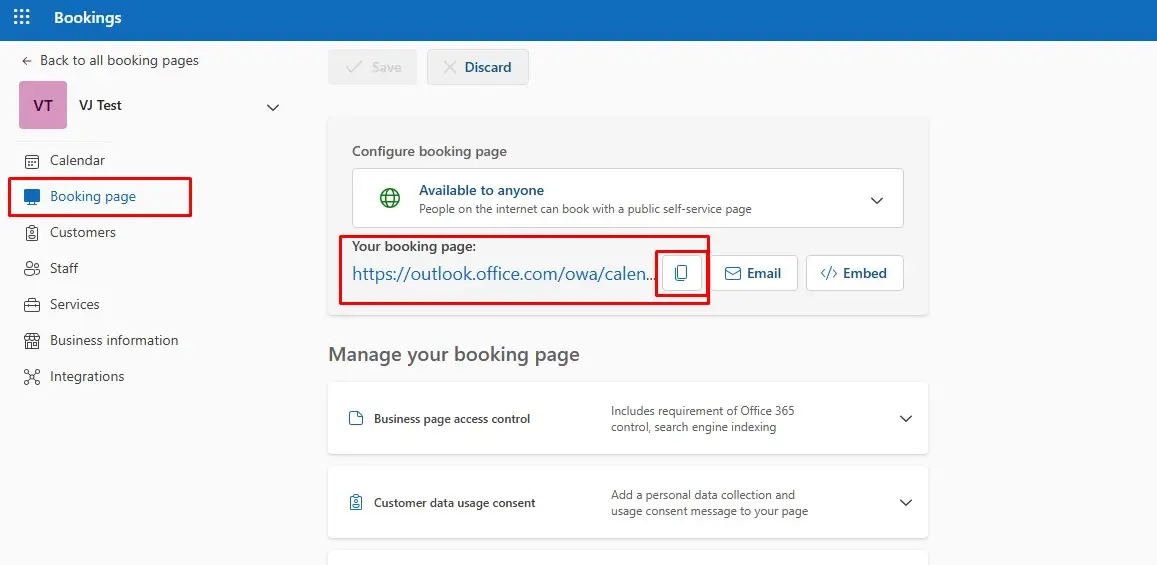 Bookings
Back to all booking pages
VT
VJ Test
Calendar
Booking page
Customers
Staff
Services
Business information
Integrations
Save
Discard
Configure booking page
Available to anyone
People on the internet can book with a public self-service page
Your booking page:
https://outlook.office.com/owa/calen...
Email
Embed
Manage your booking page
Business page access control
Includes requirement of Office 365
control, search engine indexing
Customer data usage consent
Add a personal data collection and
usage consent message to your page